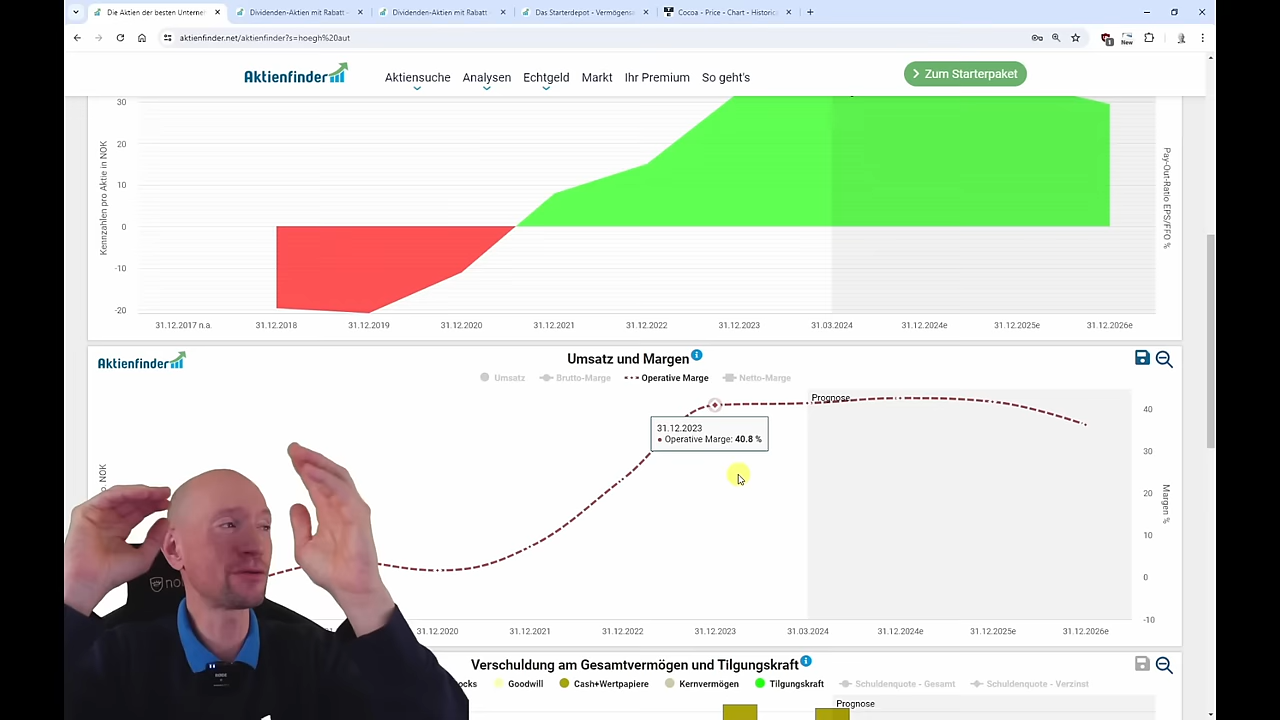 Die Aktien der besten Unterne
Dividenden-Aktien mit Rabatt -
Dividenden-Aktien mit Rabatt
Das Starterdepot - Vermögens
Cocoa - Price - Chart - Historica
aktienfinder.net/aktienfinder?s=hoegh%20aut
New
Aktienfinder
Aktiensuche
Analysen
Echtgeld
Markt
Ihr Premium
So geht's
Zum Starterpaket
30
20
10
0
-10
-20
Kennzahlen pro Aktie in NOK
Pay-Out-Ratio EPS/FFO %
31.12.2017 n.a.
31.12.2018
31.12.2019
31.12.2020
31.12.2021
31.12.2022
31.12.2023
31.03.2024
31.12.2024e
31.12.2025e
31.12.2026e
Aktienfinder
Umsatz und Margen
Umsatz
Brutto-Marge
Operative Marge
Netto-Marge
Prognose
31.12.2023
Operative Marge: 40.8 %
40
30
20
10
0
-10
NOK
Margen %
31.12.2020
31.12.2021
31.12.2022
31.12.2023
31.03.2024
31.12.2024e
31.12.2025e
31.12.2026e
Verschuldung am Gesamtvermögen und Tilgungskraft
ocks
Goodwill
Cash+Wertpapiere
Kernvermögen
Tilgungskraft
Schuldenquote - Gesamt
Schuldenquote - Verzinst
Prognose